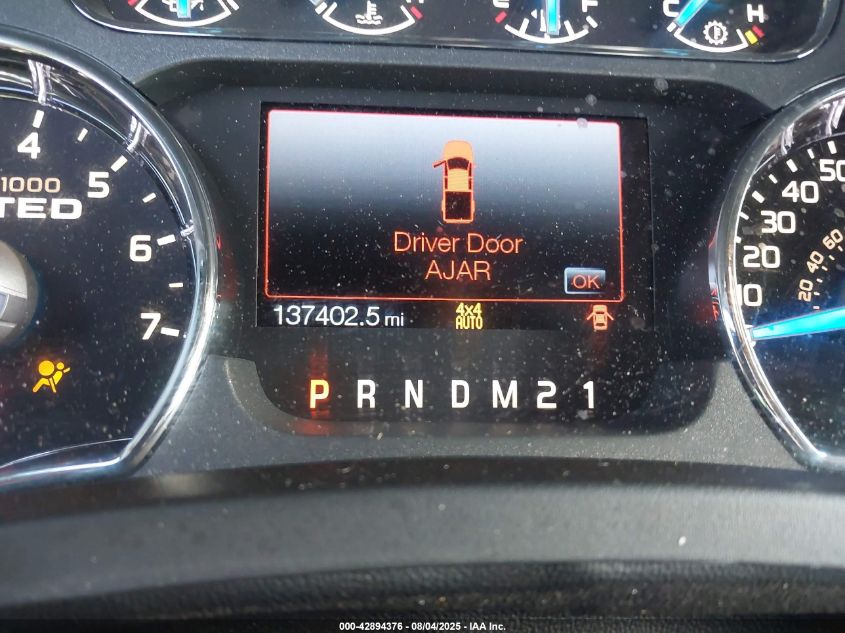 E F
C H
4
5
6
7
1000
TED
Driver Door
AJAR
OK
137402.5 mi
4x4
AUTO
P R N D M 2 1
50
40
30
20
10
60
40
20
000-42894376 - 08/04/2025 - IAA Inc.